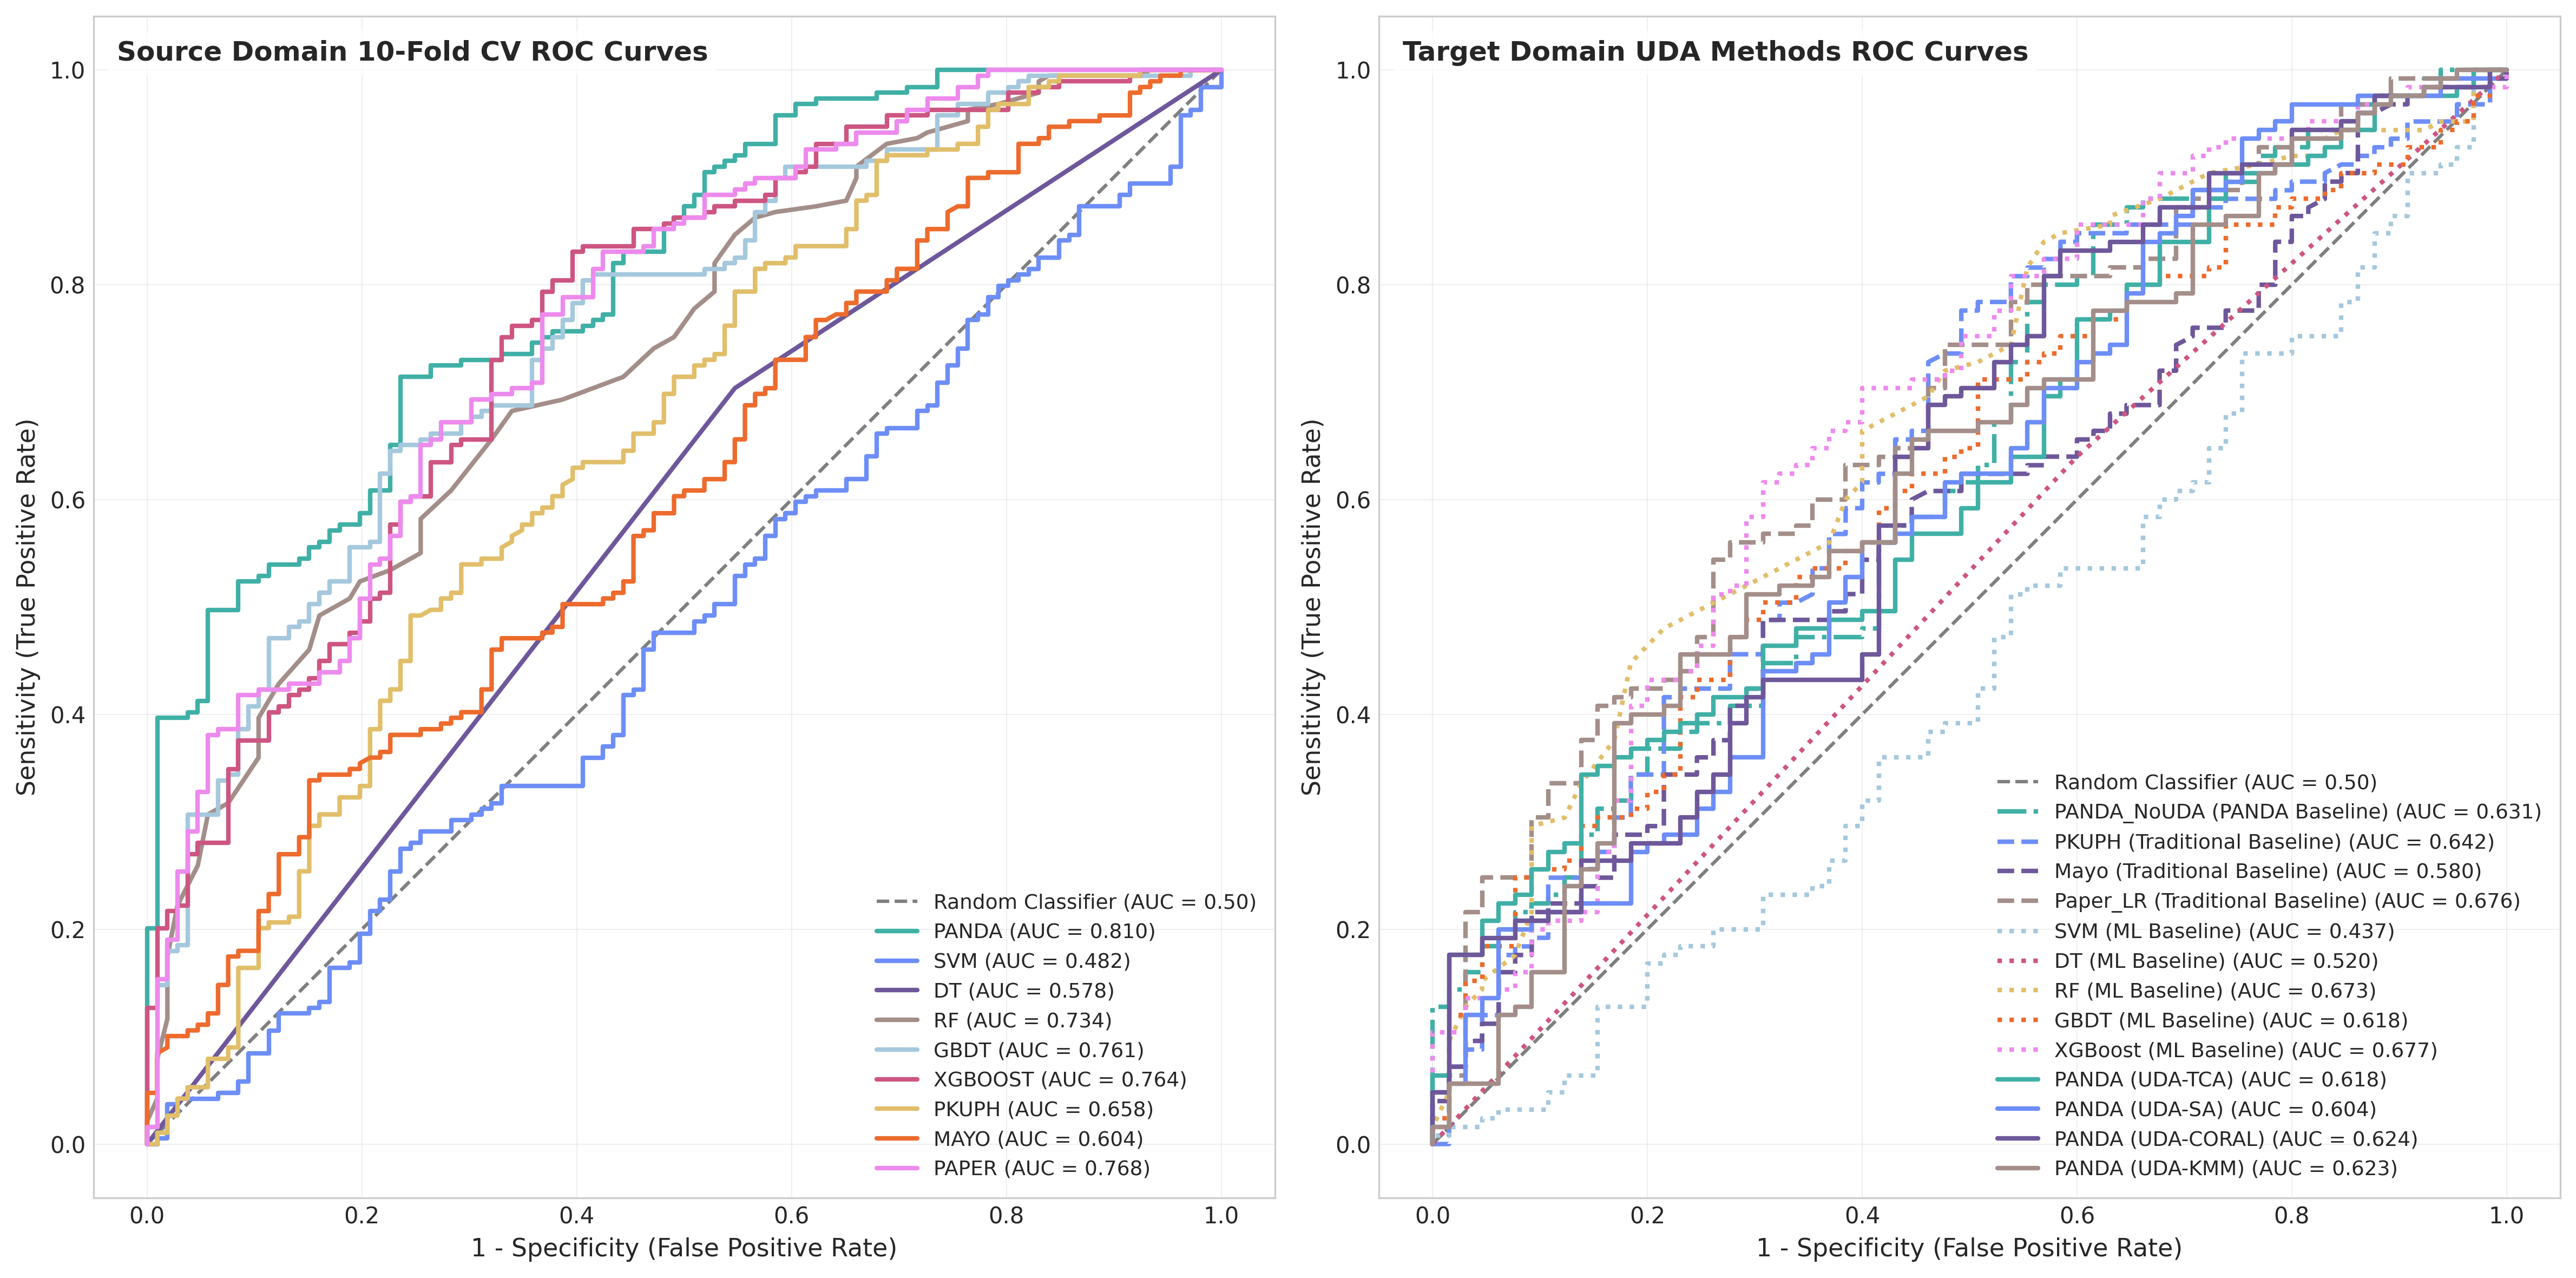 Source Domain 10-Fold CV ROC Curves
Sensitivity (True Positive Rate)
1.0
0.8
0.6
0.4
0.2
0.0
Random Classifier (AUC = 0.50)
PANDA (AUC = 0.810)
SVM (AUC = 0.482)
DT (AUC = 0.578)
RF (AUC = 0.734)
GBDT (AUC = 0.761)
XGBOOST (AUC = 0.764)
PKUPH (AUC = 0.658)
MAYO (AUC = 0.604)
PAPER (AUC = 0.768)
0.0 0.2 0.4 0.6 0.8 1.0
1 - Specificity (False Positive Rate)
Target Domain UDA Methods ROC Curves
Sensitivity (True Positive Rate)
1.0
0.8
0.6
0.4
0.2
0.0
Random Classifier (AUC = 0.50)
PANDA_NoUDA (PANDA Baseline) (AUC = 0.631)
PKUPH (Traditional Baseline) (AUC = 0.642)
Mayo (Traditional Baseline) (AUC = 0.580)
Paper_LR (Traditional Baseline) (AUC = 0.676)
SVM (ML Baseline) (AUC = 0.437)
DT (ML Baseline) (AUC = 0.520)
RF (ML Baseline) (AUC = 0.673)
GBDT (ML Baseline) (AUC = 0.618)
XGBoost (ML Baseline) (AUC = 0.677)
PANDA (UDA-TCA) (AUC = 0.618)
PANDA (UDA-SA) (AUC = 0.604)
PANDA (UDA-CORAL) (AUC = 0.624)
PANDA (UDA-KMM) (AUC = 0.623)
0.0 0.2 0.4 0.6 0.8 1.0
1 - Specificity (False Positive Rate)